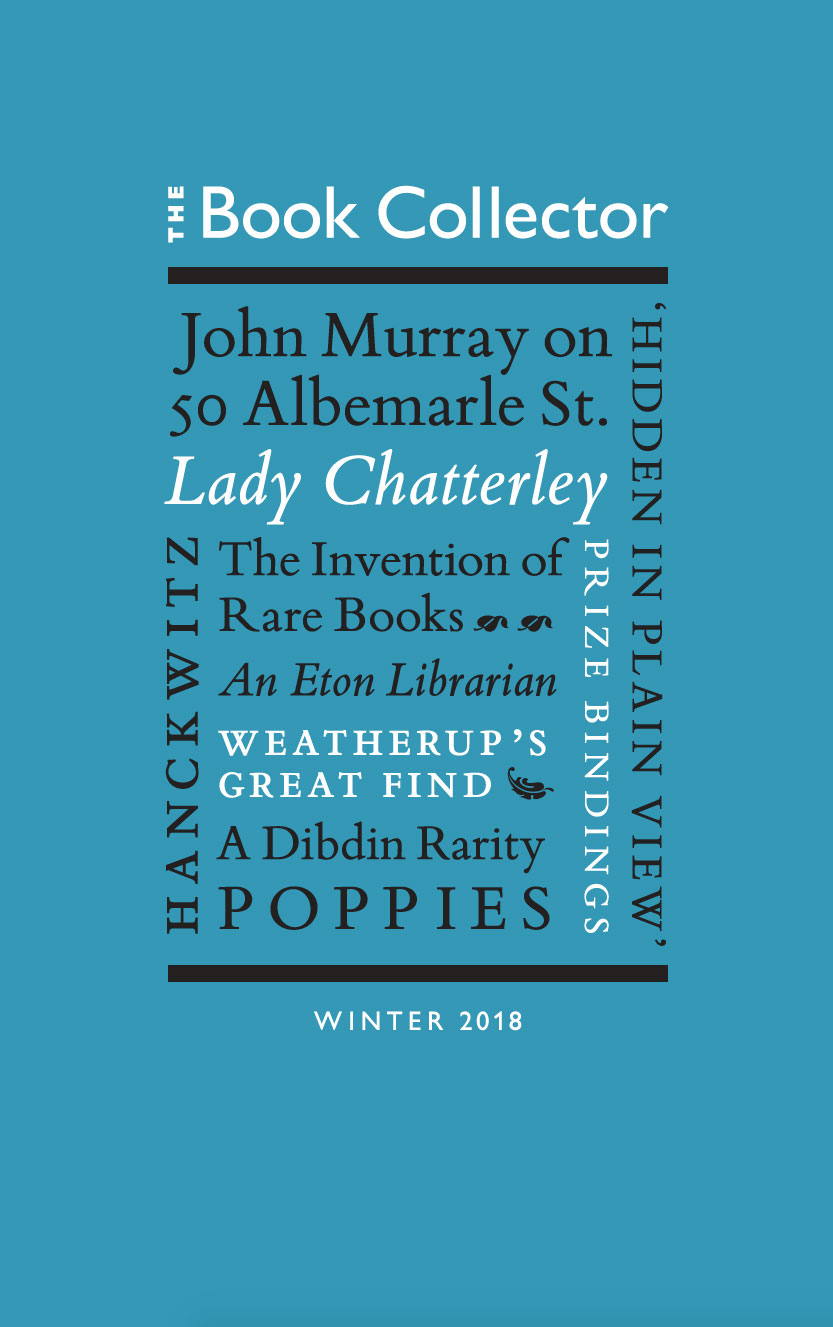 THE Book Collector
John Murray on
50 Albemarle St.
Lady Chatterley
‘HIDDEN IN PLAIN VIEW’
HANCKWITZ
The Invention of
Rare Books
An Eton Librarian
WEATHERUP’S
GREAT FIND
A Dibdin Rarity
POPPIES
PRIZE BINDINGS
WINTER 2018